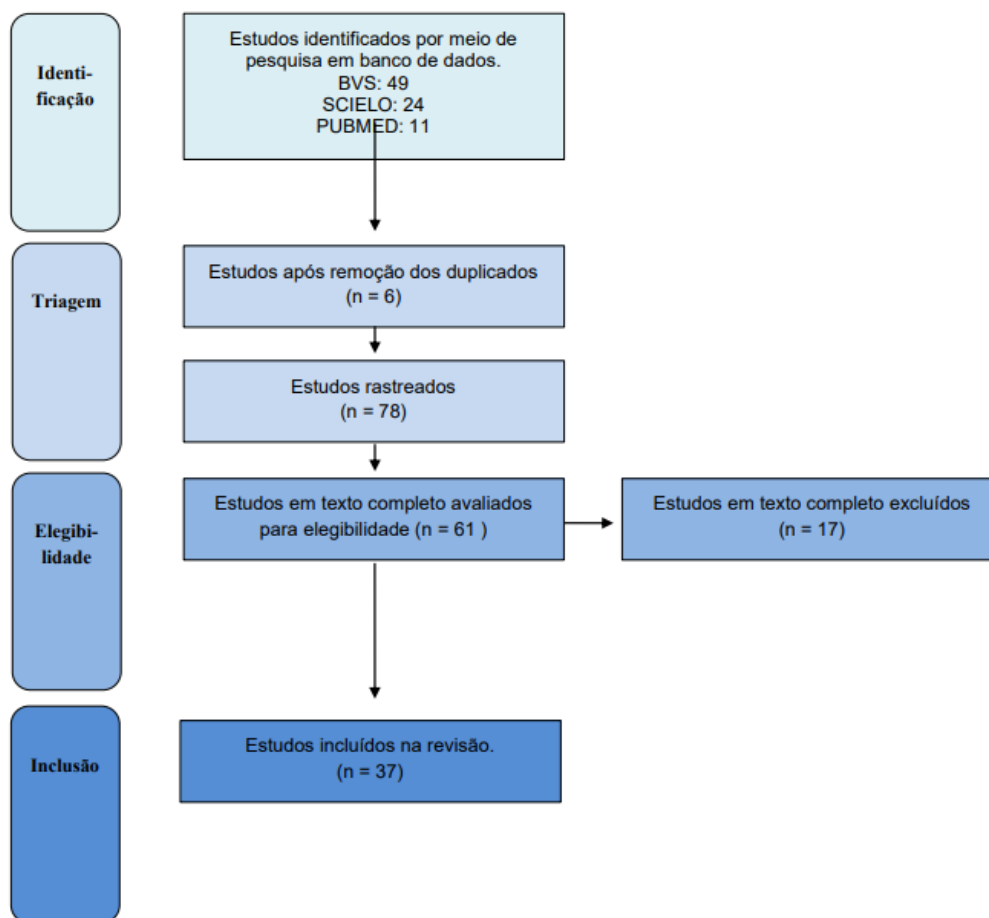 Identi-
ficação
Estudos identificados por meio de
pesquisa em banco de dados.
BVS: 49
SCIELO: 24
PUBMED: 11
Triagem
Estudos após remoção dos duplicados
(n = 6)
Estudos rastreados
(n = 78)
Elegibi-
lidade
Estudos em texto completo avaliados
para elegibilidade (n = 61 )
Estudos em texto completo excluídos
(n = 17)
Inclusão
Estudos incluídos na revisão.
(n = 37)